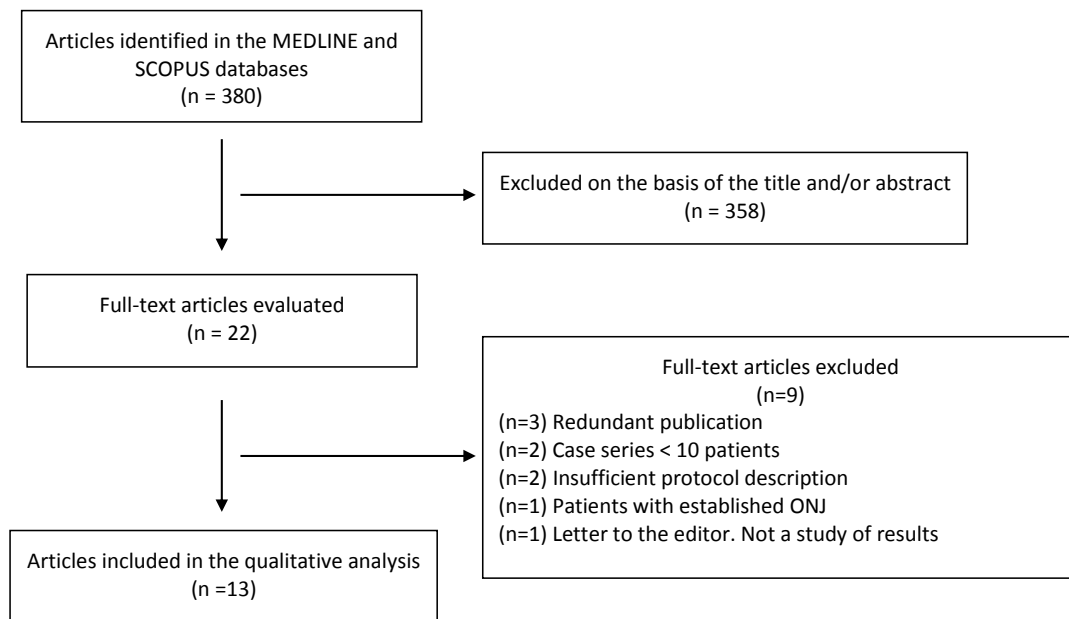 Articles identified in the MEDLINE and
SCOPUS databases
(n = 380)
Excluded on the basis of the title and/or abstract
(n = 358)
Full-text articles evaluated
(n = 22)
Full-text articles excluded
(n=9)
(n=3) Redundant publication
(n=2) Case series < 10 patients
(n=2) Insufficient protocol description
(n=1) Patients with established ONJ
(n=1) Letter to the editor. Not a study of results
Articles included in the qualitative analysis
(n =13)